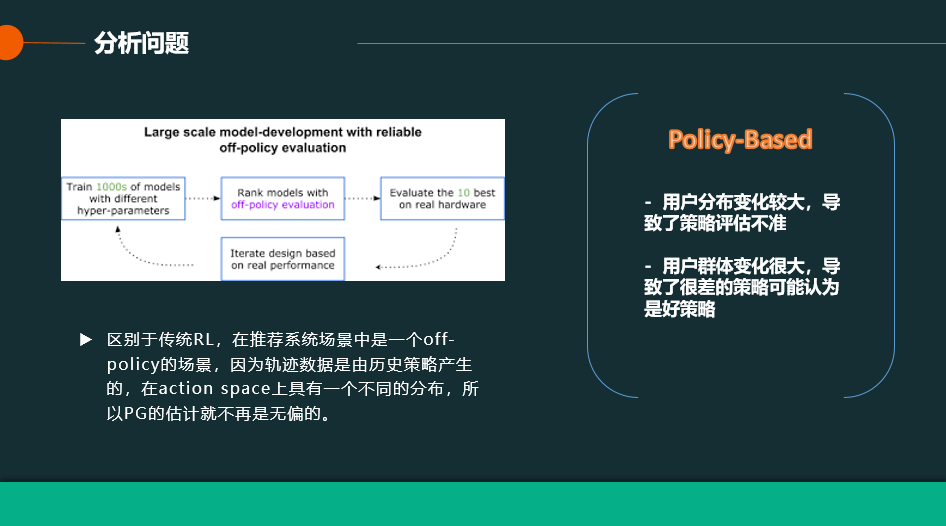 分析问题
Large scale model-development with reliable
off-policy evaluation
Train 1000s of models
with different
hyper-parameters
Rank models with
off-policy evaluation
Evaluate the 10 best
on real hardware
Iterate design based
on real performance
▶ 区别于传统RL，在推荐系统场景中是一个off-
policy的场景，因为轨迹数据是由历史策略产生
的，在action space上具有一个不同的分布，所
以PG的估计就不再是无偏的。
Policy-Based
- 用户分布变化较大，导
致了策略评估不准
- 用户群体变化很大，导
致了很差的策略可能认为
是好策略